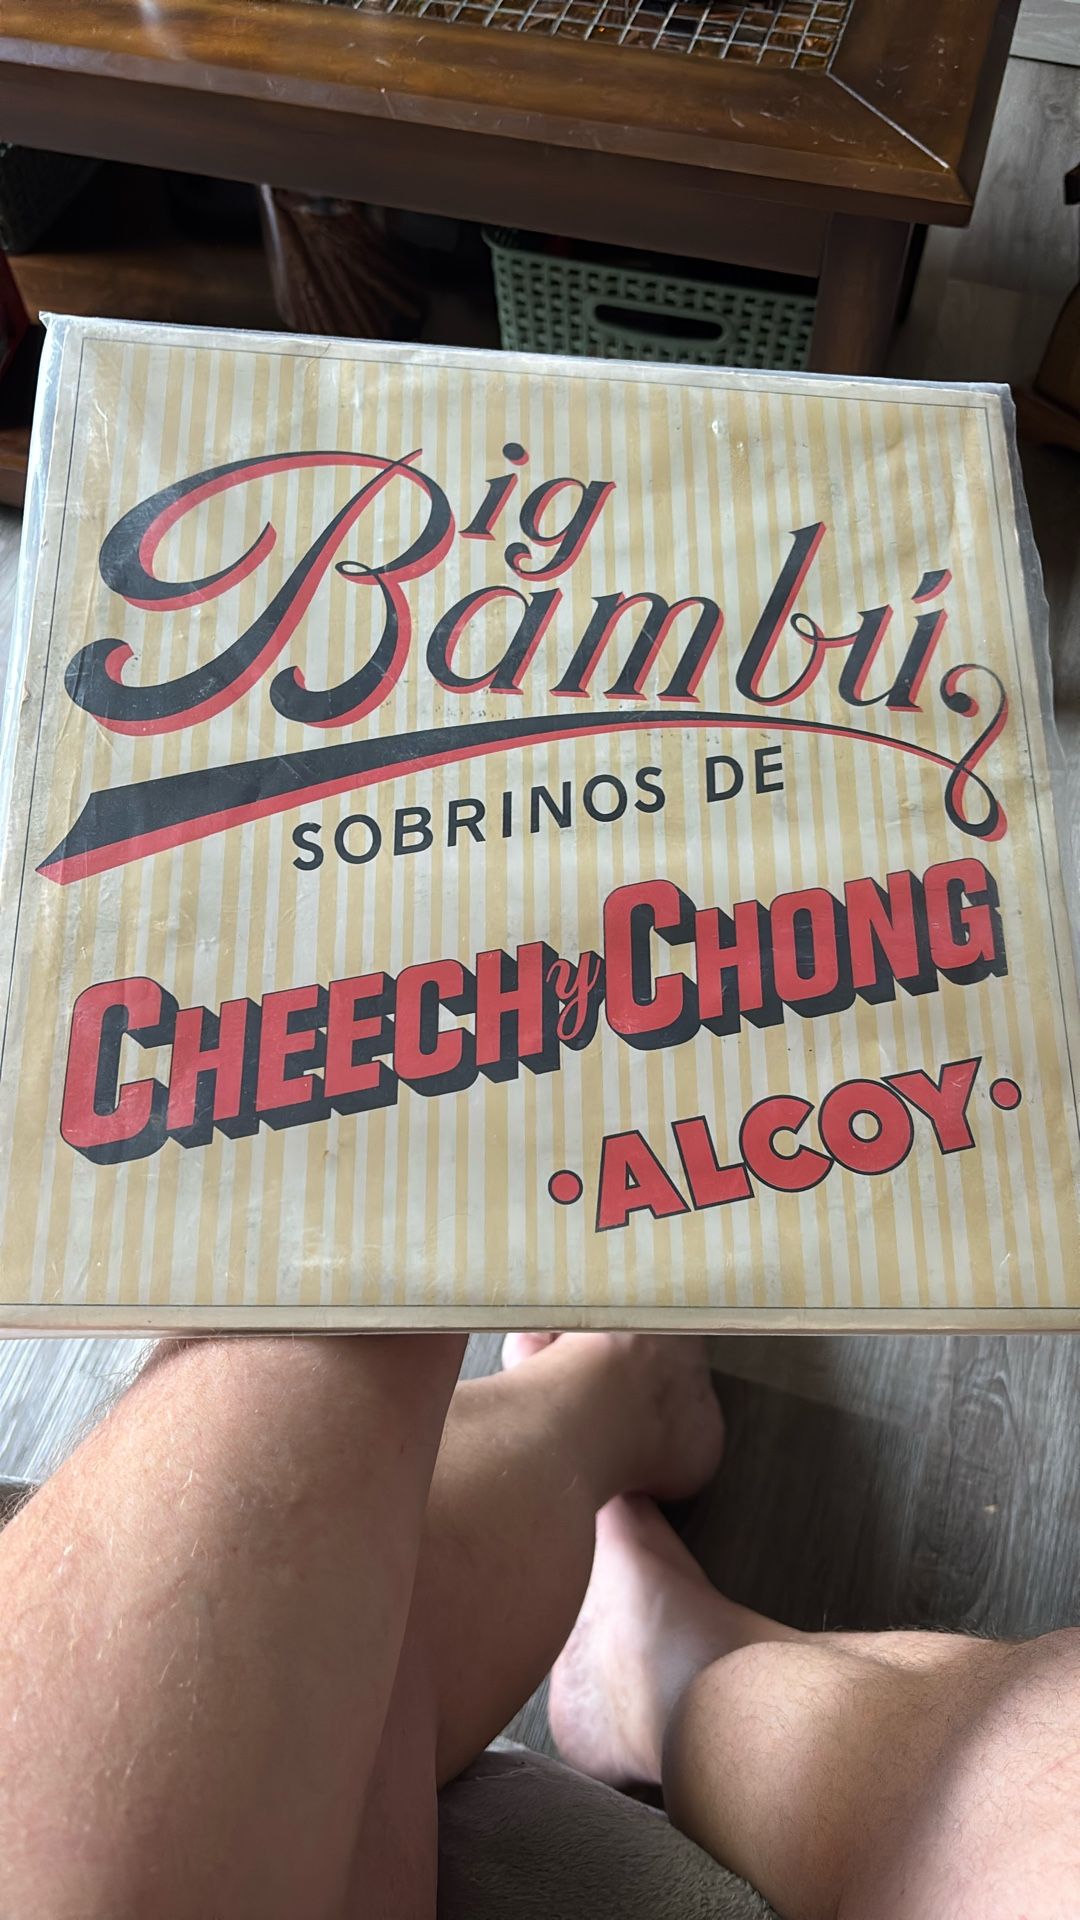 Big
Bambú
SOBRINOS DE
CHEECH y CHONG
• ALCOY •